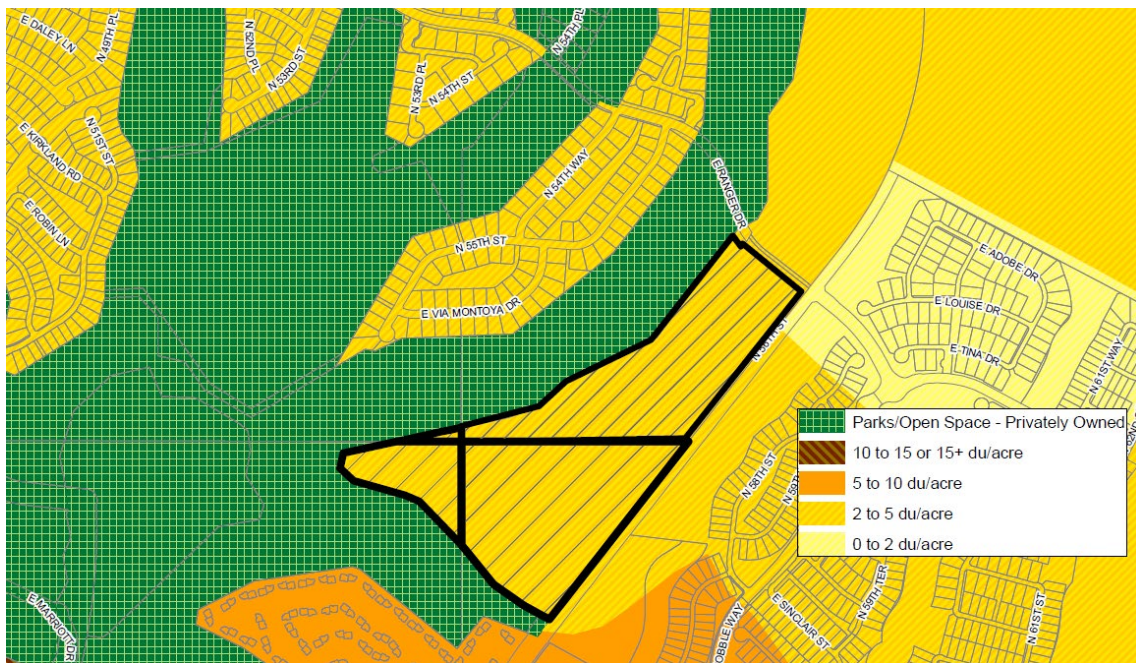 E DALEY LN
N 49TH PL
N 52ND PL
N 53RD ST
N 53RD PL
N 54TH ST
N 54TH PL
N 51ST ST
E KIRKLAND RD
E ROBIN LN
N 54TH WAY
E RANGER DR
N 55TH ST
E VIA MONTOYA DR
E ADOBE DR
E LOUISE DR
E TINA DR
N 56TH ST
N 61ST WAY
Parks/Open Space - Privately Owned
10 to 15 or 15+ du/acre
5 to 10 du/acre
2 to 5 du/acre
0 to 2 du/acre
N 58TH ST
N 59TH TER
E SINCLAIR ST
N 61ST ST
E MARRIOTT DR